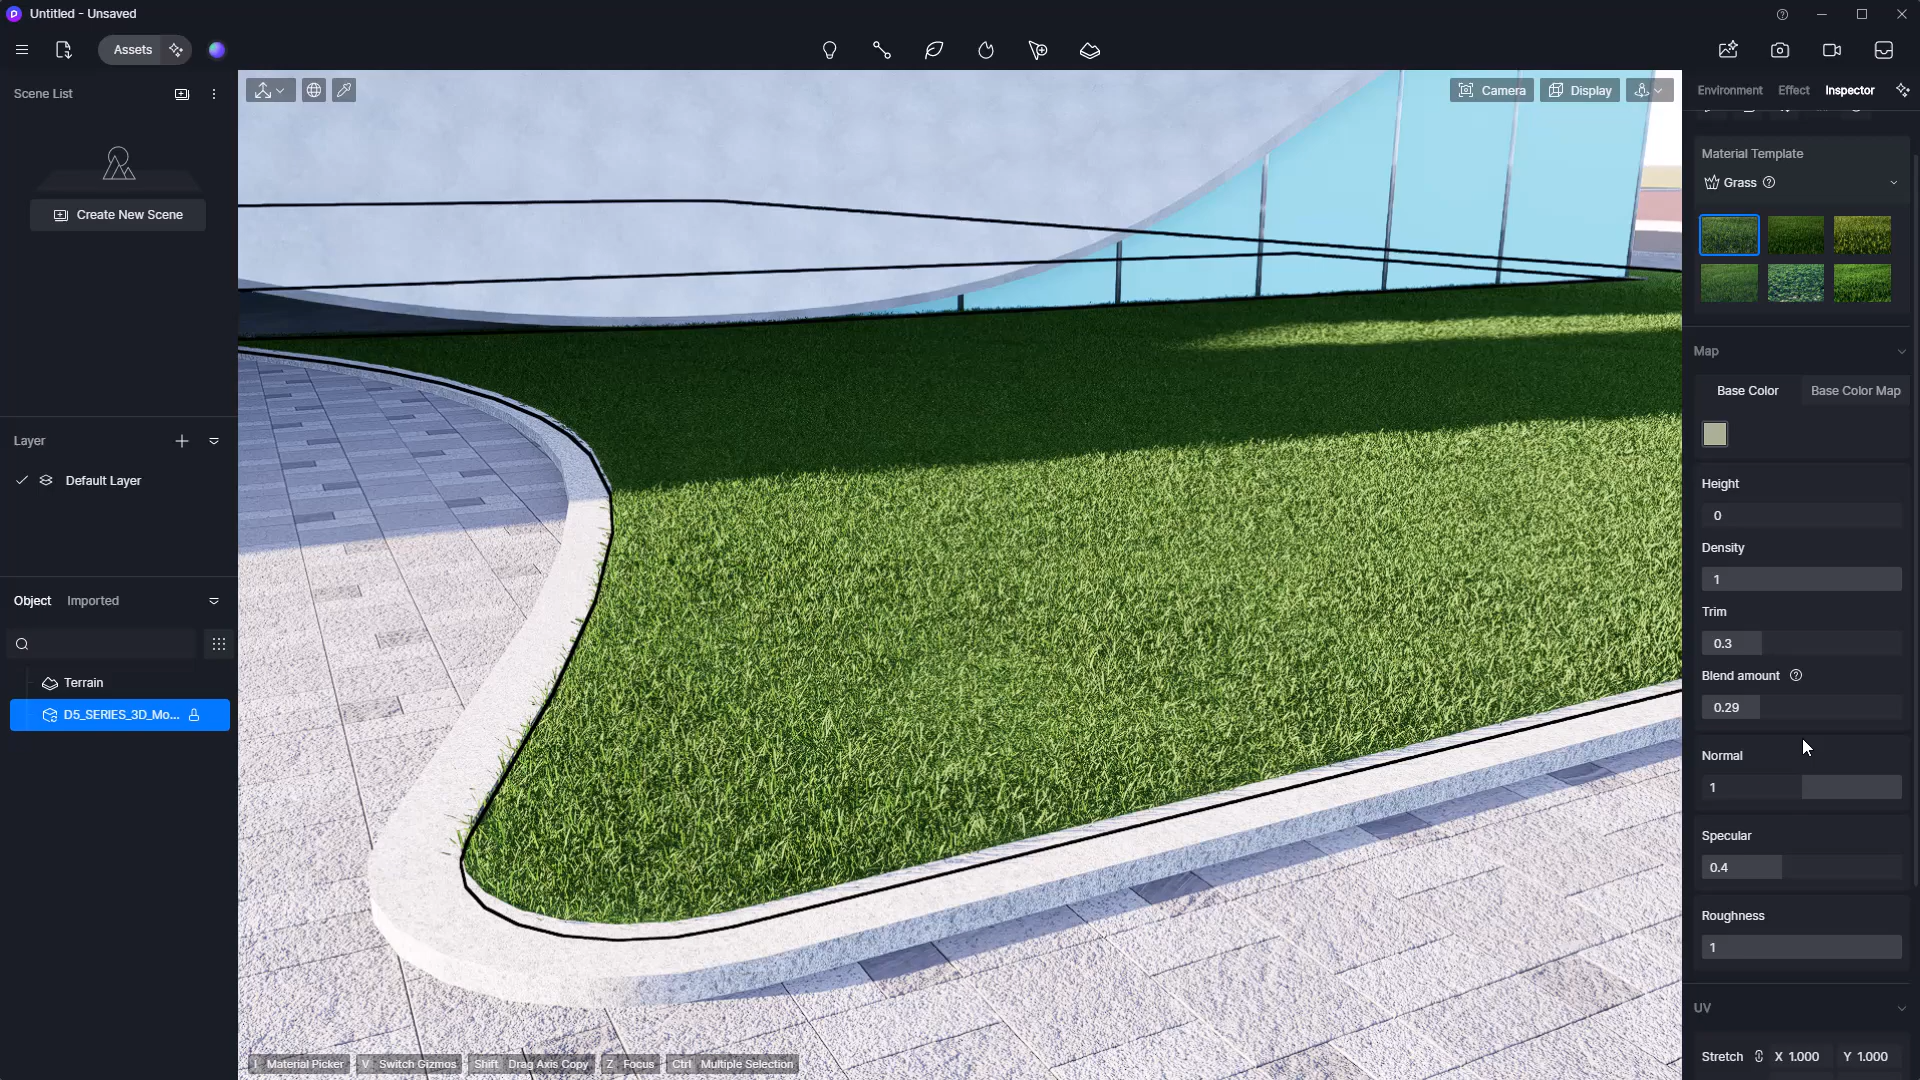 Untitled - Unsaved
Assets
Scene List
Create New Scene
Layer
Default Layer
Object Imported
Terrain
D5_SERIES_3D_Mo...
Camera Display
Material Picker V Switch Gizmos Shift Drag Axis Copy Z Focus Ctrl Multiple Selection
Environment Effect Inspector
Material Template
Grass
Map
Base Color Base Color Map
Height
0
Density
1
Trim
0.3
Blend amount
0.29
Normal
1
Specular
0.4
Roughness
1
UV
Stretch X 1.000 Y 1.000